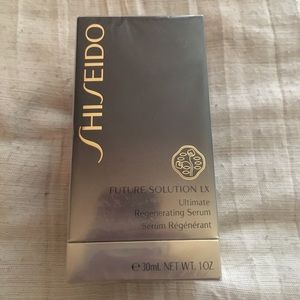 SHISEIDO
FUTURE SOLUTION LX
Ultimate
Regenerating Serum
Sérum Régénérant
℮ 30mL NET WT. 1OZ.